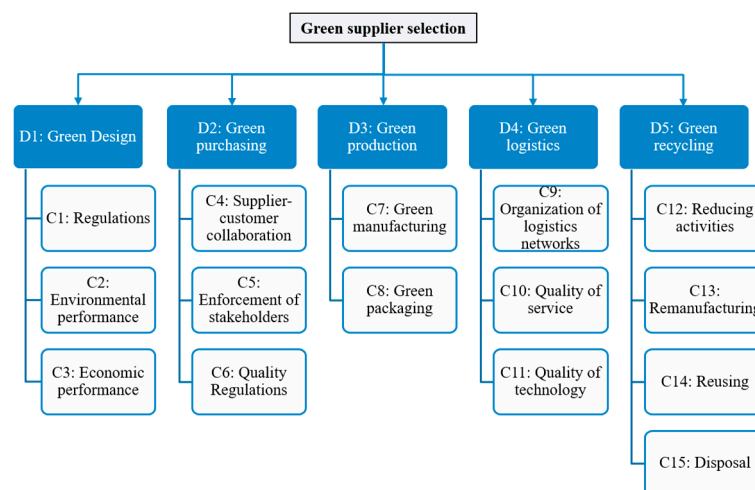 Green supplier selection
D1: Green Design
D2: Green
purchasing
D3: Green
production
D4: Green
logistics
D5: Green
recycling
C1: Regulations
C2:
Environmental
performance
C3: Economic
performance
C4: Supplier-
customer
collaboration
C5:
Enforcement of
stakeholders
C6: Quality
Regulations
C7: Green
manufacturing
C8: Green
packaging
C9:
Organization of
logistics
networks
C10: Quality of
service
C11: Quality of
technology
C12: Reducing
activities
C13:
Remanufacturing
C14: Reusing
C15: Disposal